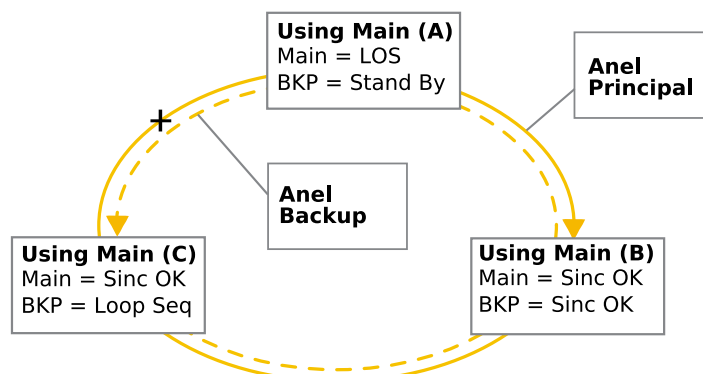 Using Main (A)
Main = LOS
BKP = Stand By
Anel
Principal
Anel
Backup
Using Main (C)
Main = Sinc OK
BKP = Loop Seq
Using Main (B)
Main = Sinc OK
BKP = Sinc OK